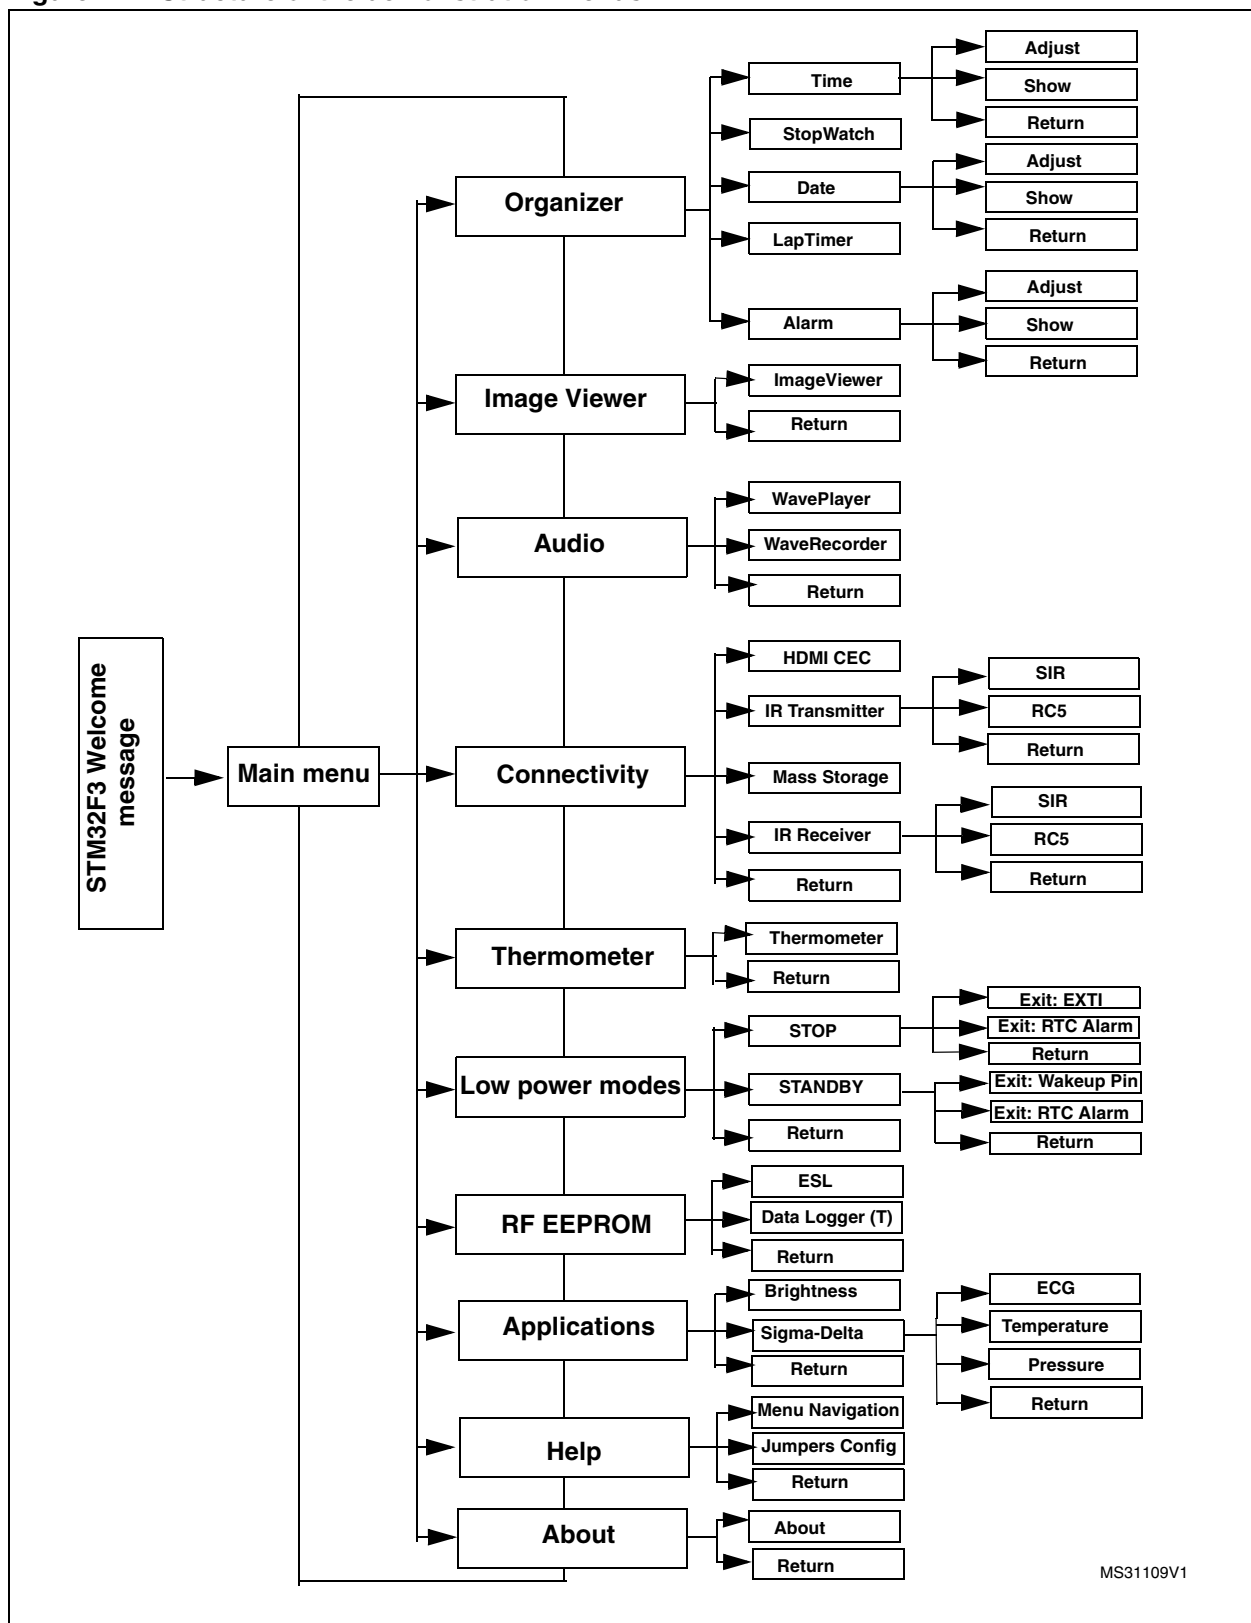 STM32F3 Welcome
message
Main menu
Organizer
Time
Adjust
Show
Return
StopWatch
Date
Adjust
Show
Return
LapTimer
Alarm
Adjust
Show
Return
Image Viewer
ImageViewer
Return
Audio
WavePlayer
WaveRecorder
Return
Connectivity
HDMI CEC
IR Transmitter
SIR
RC5
Return
Mass Storage
IR Receiver
SIR
RC5
Return
Return
Thermometer
Thermometer
Return
Low power modes
STOP
Exit: EXTI
Exit: RTC Alarm
Return
STANDBY
Exit: Wakeup Pin
Exit: RTC Alarm
Return
Return
RF EEPROM
ESL
Data Logger (T)
Return
Applications
Brightness
Sigma-Delta
ECG
Temperature
Pressure
Return
Return
Help
Menu Navigation
Jumpers Config
Return
About
About
Return
MS31109V1